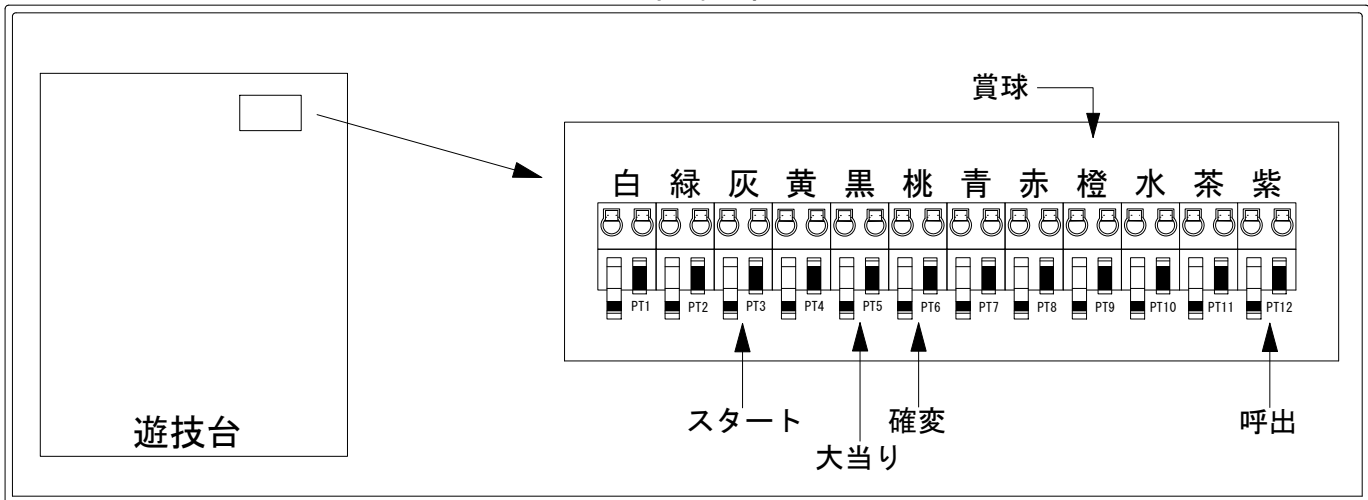 賞球
白 緑 灰 黄 黒 桃 青 赤 橙 水 茶 紫
PT1 PT2 PT3 PT4 PT5 PT6 PT7 PT8 PT9 PT10 PT11 PT12
遊技台
スタート 確変 呼出
大当り